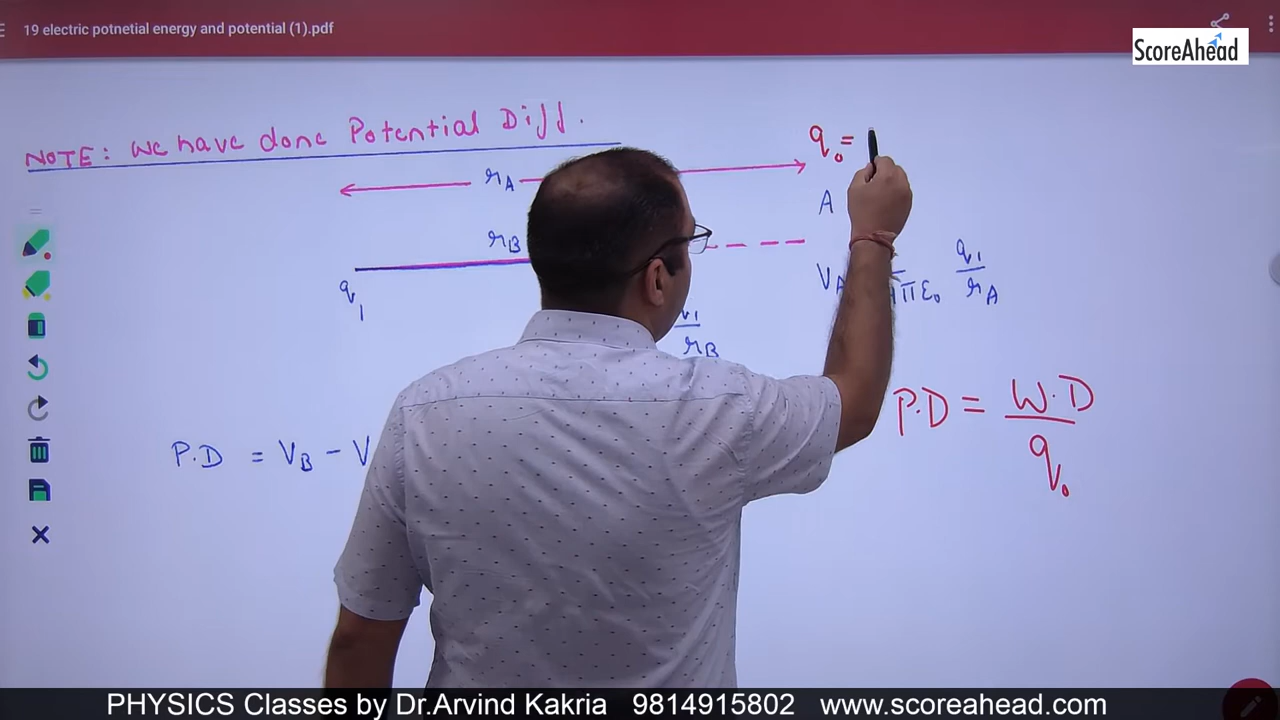 19 electric potnetial energy and potential (1).pdf
ScoreAhead
NOTE: We have done Potential Diff.
q₀ =
r_A
A
r_B
q₁
V_A
πε₀ q₁/r_A
r_B
P.D = W.D/q₀
P.D = V_B - V
PHYSICS Classes by Dr.Arvind Kakria 9814915802 www.scoreahead.com